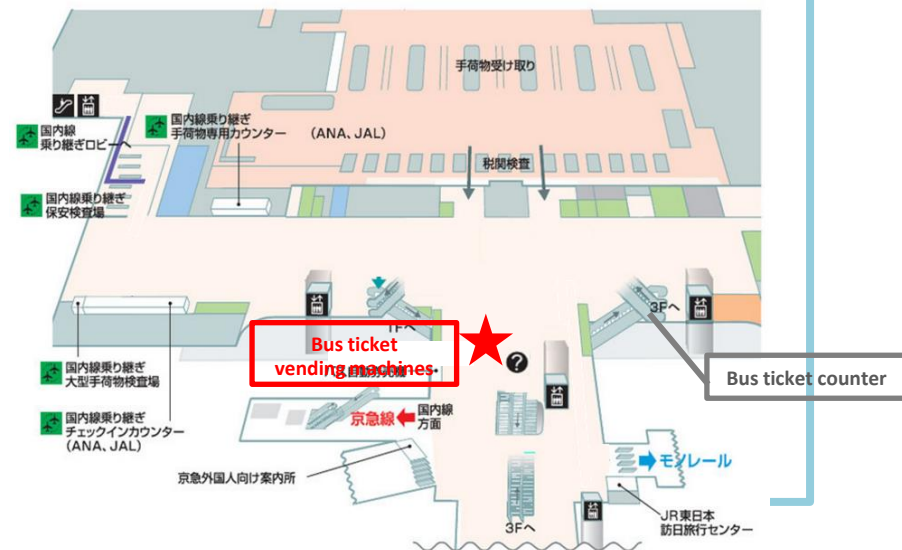 手荷物受け取り
国内線
乗り継ぎロビーへ
国内線乗り継ぎ
手荷物専用カウンター (ANA、JAL)
税関検査
国内線乗り継ぎ
保安検査場
3Fへ
1Fへ
Bus ticket
vending machines
?
国内線乗り継ぎ
大型手荷物検査場
Bus ticket counter
国内線乗り継ぎ
チェックインカウンター
(ANA、JAL)
京急線
国内線
方面
京急外国人向け案内所
モノレール
3Fへ
JR東日本
訪日旅行センター